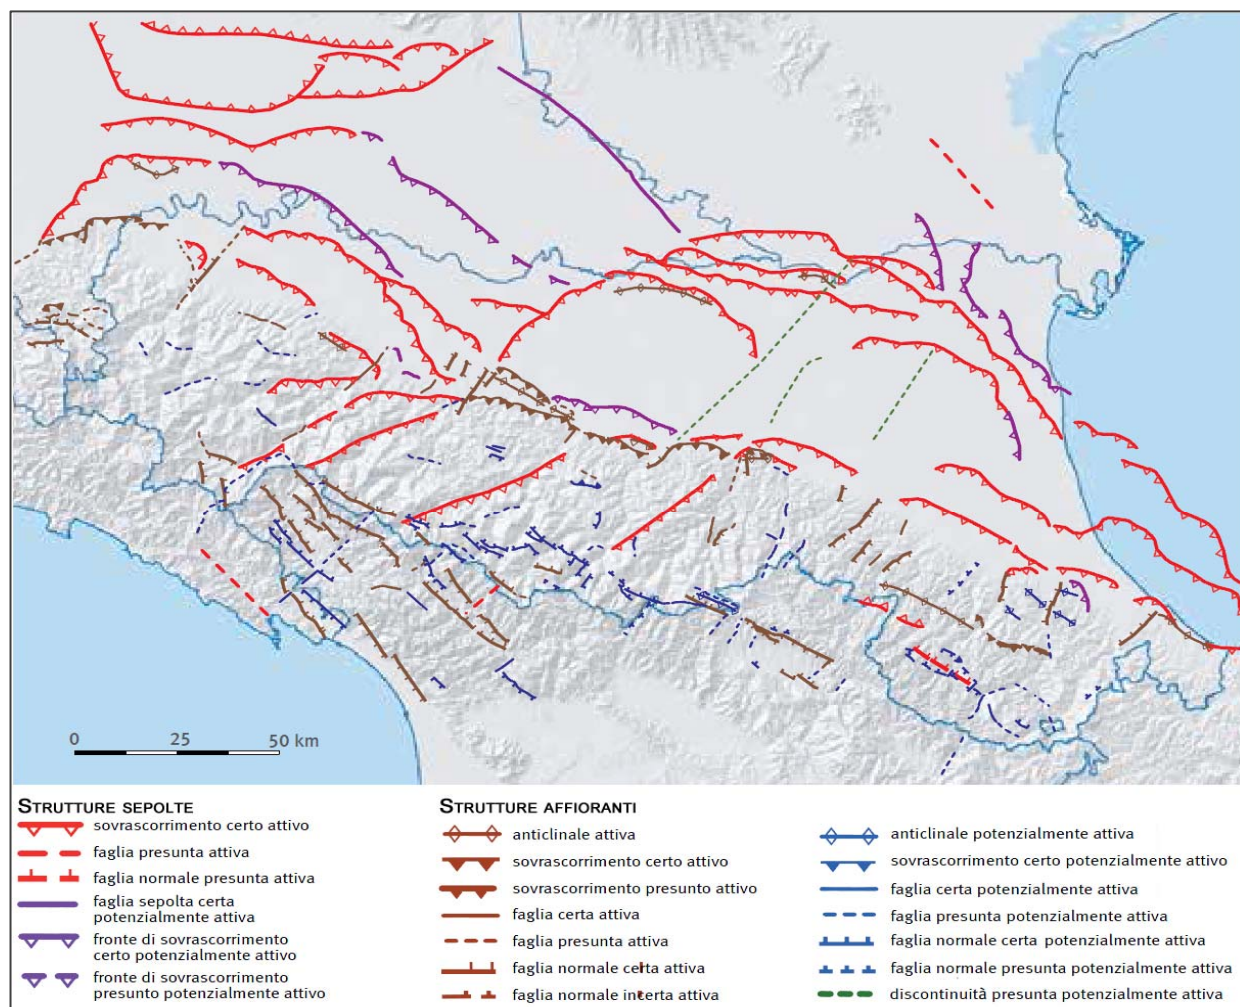 0 25 50 km
STRUTTURE SEPOLTE
sovrascorrimento certo attivo
faglia presunta attiva
faglia normale presunta attiva
faglia sepolta certa
potenzialmente attiva
fronte di sovrascorrimento
certo potenzialmente attivo
fronte di sovrascorrimento
presunto potenzialmente attivo
STRUTTURE AFFIORANTI
anticlinale attiva
sovrascorrimento certo attivo
sovrascorrimento presunto attivo
faglia certa attiva
faglia presunta attiva
faglia normale certa attiva
faglia normale incerta attiva
anticlinale potenzialmente attiva
sovrascorrimento certo potenzialmente attivo
faglia certa potenzialmente attiva
faglia presunta potenzialmente attiva
faglia normale certa potenzialmente attiva
faglia normale presunta potenzialmente attiva
discontinuità presunta potenzialmente attiva